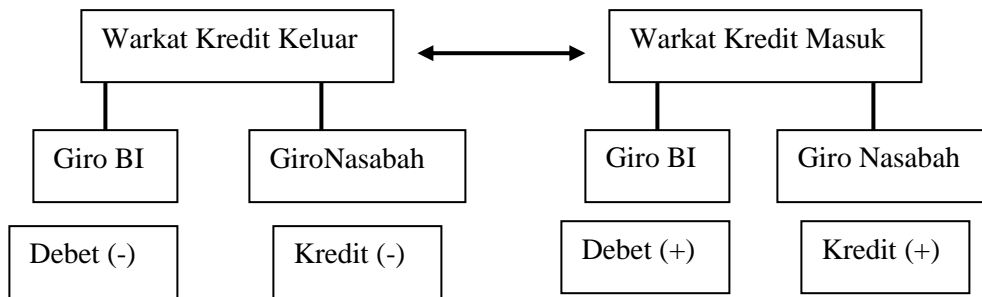 Warkat Kredit Keluar
Warkat Kredit Masuk
Giro BI
GiroNasabah
Giro BI
Giro Nasabah
Debet (-)
Kredit (-)
Debet (+)
Kredit (+)